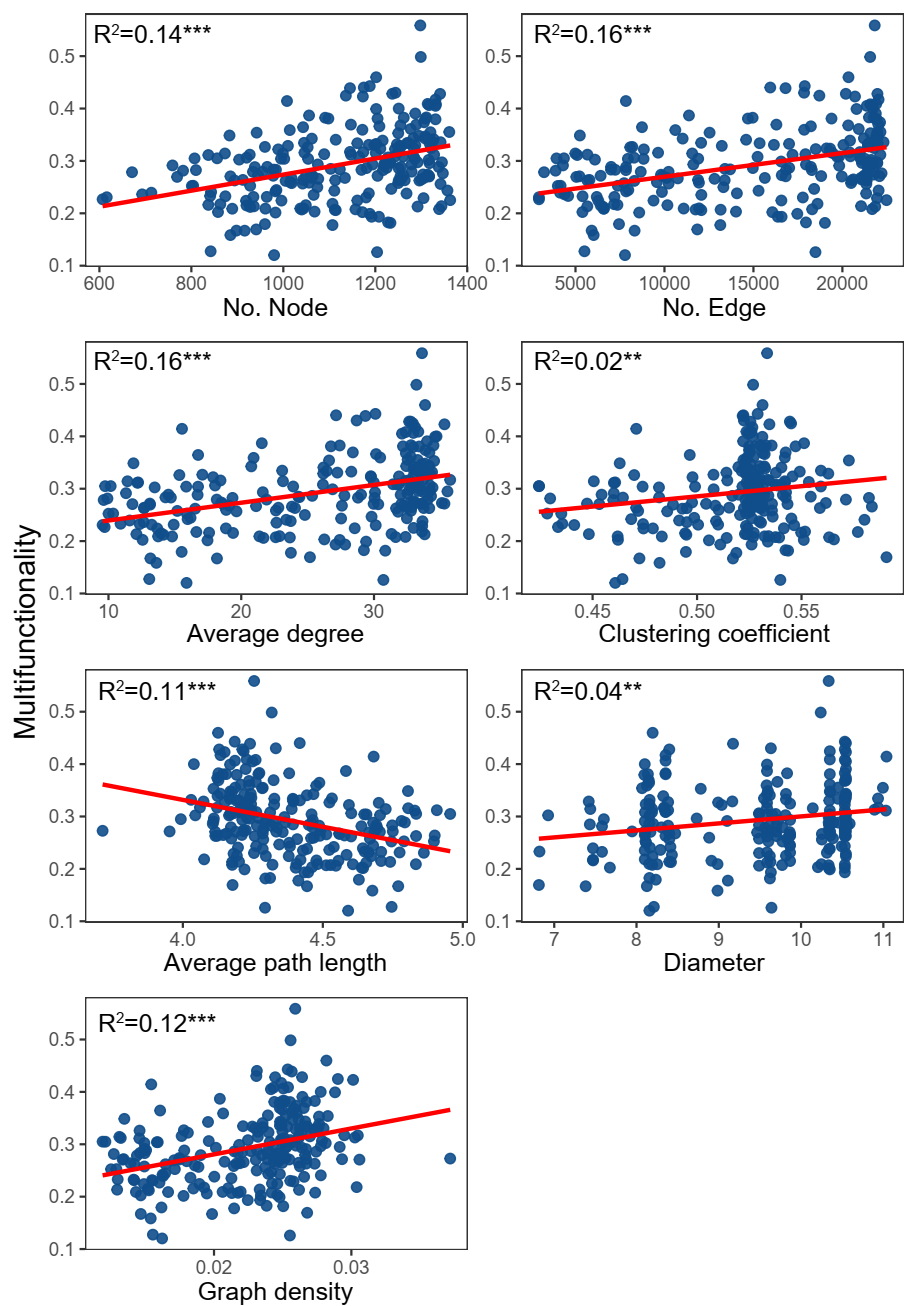 Multifunctionality
R²=0.14***
0.5
0.4
0.3
0.2
0.1
600 800 1000 1200 1400
No. Node
R²=0.16***
0.5
0.4
0.3
0.2
0.1
5000 10000 15000 20000
No. Edge
R²=0.16***
0.5
0.4
0.3
0.2
0.1
10 20 30
Average degree
R²=0.02**
0.5
0.4
0.3
0.2
0.1
0.45 0.50 0.55
Clustering coefficient
R²=0.11***
0.5
0.4
0.3
0.2
0.1
4.0 4.5 5.0
Average path length
R²=0.04**
0.5
0.4
0.3
0.2
0.1
7 8 9 10 11
Diameter
R²=0.12***
0.5
0.4
0.3
0.2
0.1
0.02 0.03
Graph density